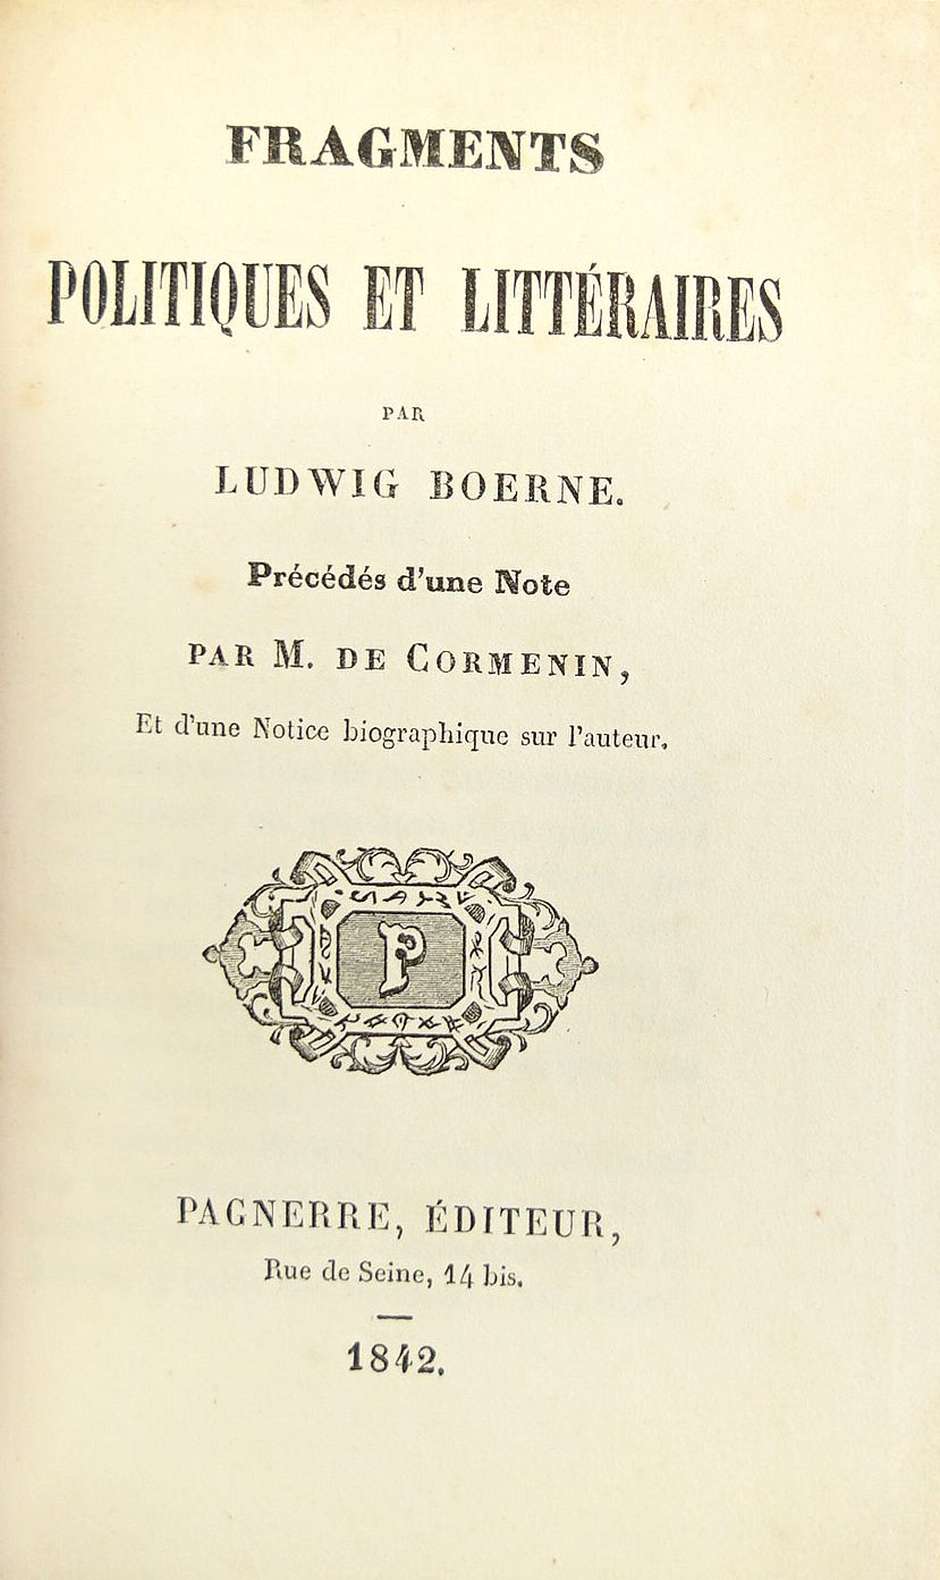 FRAGMENTS
POLITIQUES ET LITTÉRAIRES
PAR
LUDWIG BOERNE.
Précédés d'une Note
PAR M. DE CORMENIN,
Et d'une Notice biographique sur l'auteur.
P
PAGNERRE, ÉDITEUR,
Rue de Seine, 14 bis.
1842.